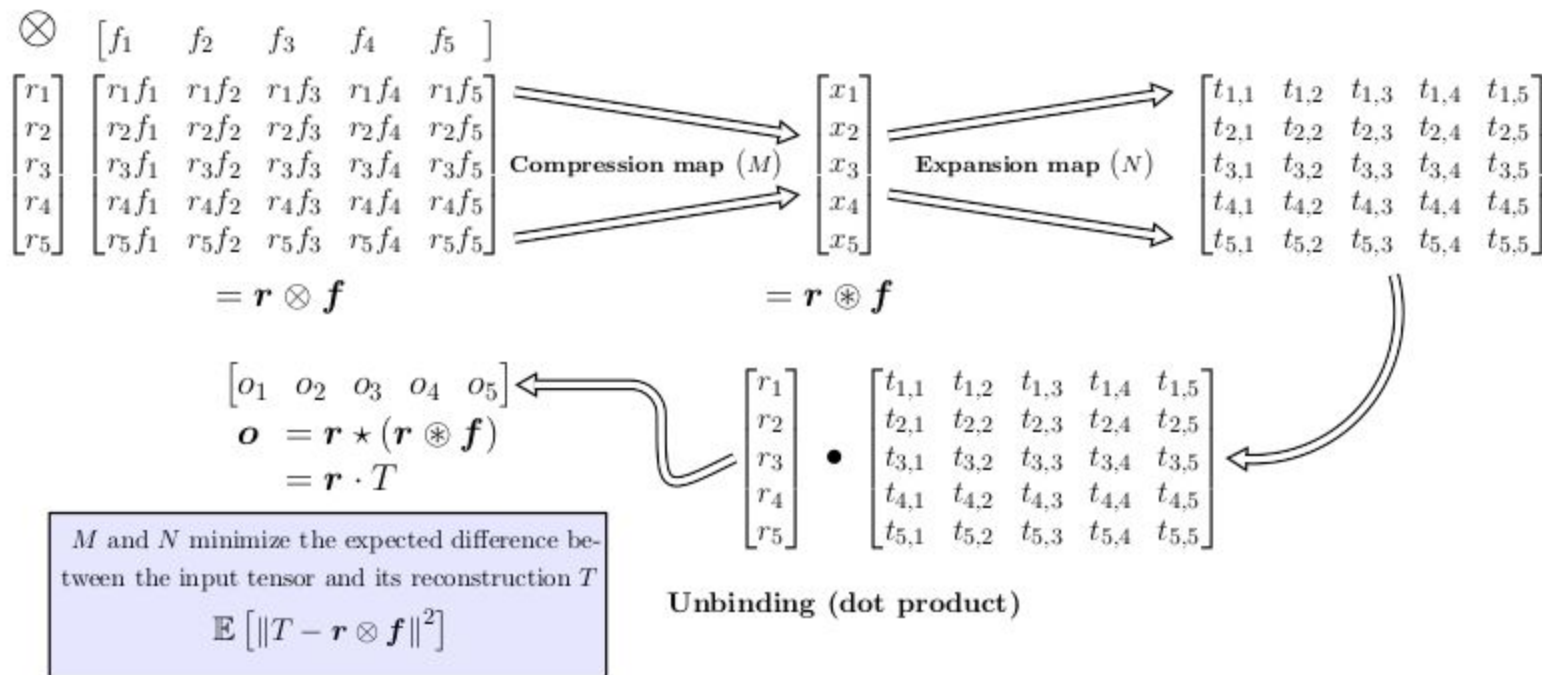 ⊗ [f₁ f₂ f₃ f₄ f₅]
[r₁] [r₁f₁ r₁f₂ r₁f₃ r₁f₄ r₁f₅] [x₁] [t₁,₁ t₁,₂ t₁,₃ t₁,₄ t₁,₅]
[r₂] [r₂f₁ r₂f₂ r₂f₃ r₂f₄ r₂f₅] [x₂] [t₂,₁ t₂,₂ t₂,₃ t₂,₄ t₂,₅]
[r₃] [r₃f₁ r₃f₂ r₃f₃ r₃f₄ r₃f₅] Compression map (M) [x₃] Expansion map (N) [t₃,₁ t₃,₂ t₃,₃ t₃,₄ t₃,₅]
[r₄] [r₄f₁ r₄f₂ r₄f₃ r₄f₄ r₄f₅] [x₄] [t₄,₁ t₄,₂ t₄,₃ t₄,₄ t₄,₅]
[r₅] [r₅f₁ r₅f₂ r₅f₃ r₅f₄ r₅f₅] [x₅] [t₅,₁ t₅,₂ t₅,₃ t₅,₄ t₅,₅]
= r ⊗ f = r ⊛ f
[r₁] [t₁,₁ t₁,₂ t₁,₃ t₁,₄ t₁,₅]
[r₂] [t₂,₁ t₂,₂ t₂,₃ t₂,₄ t₂,₅]
[r₃] • [t₃,₁ t₃,₂ t₃,₃ t₃,₄ t₃,₅]
[r₄] [t₄,₁ t₄,₂ t₄,₃ t₄,₄ t₄,₅]
[r₅] [t₅,₁ t₅,₂ t₅,₃ t₅,₄ t₅,₅]
Unbinding (dot product)
[o₁ o₂ o₃ o₄ o₅]
o = r ⋆ (r ⊛ f)
= r · T
M and N minimize the expected difference be-
tween the input tensor and its reconstruction T
𝔼 [‖T − r ⊗ f‖²]